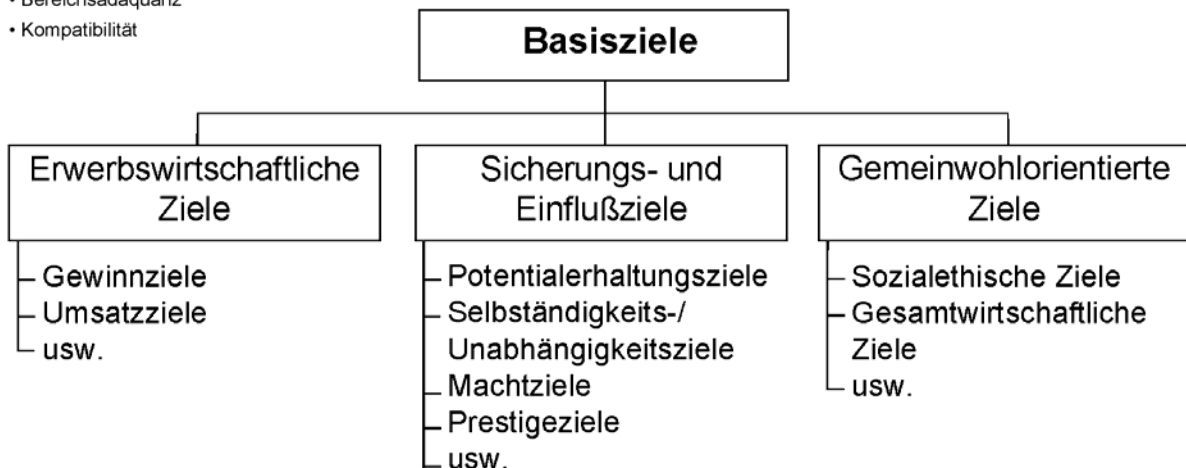 • Bereichsadäquanz
• Kompatibilität
Basisziele
Erwerbswirtschaftliche
Ziele
Gewinnziele
Umsatzziele
usw.
Sicherungs- und
Einflußziele
Potentialerhaltungsziele
Selbständigkeits-/
Unabhängigkeitsziele
Machtziele
Prestigeziele
usw.
Gemeinwohlorientierte
Ziele
Sozialethische Ziele
Gesamtwirtschaftliche
Ziele
usw.